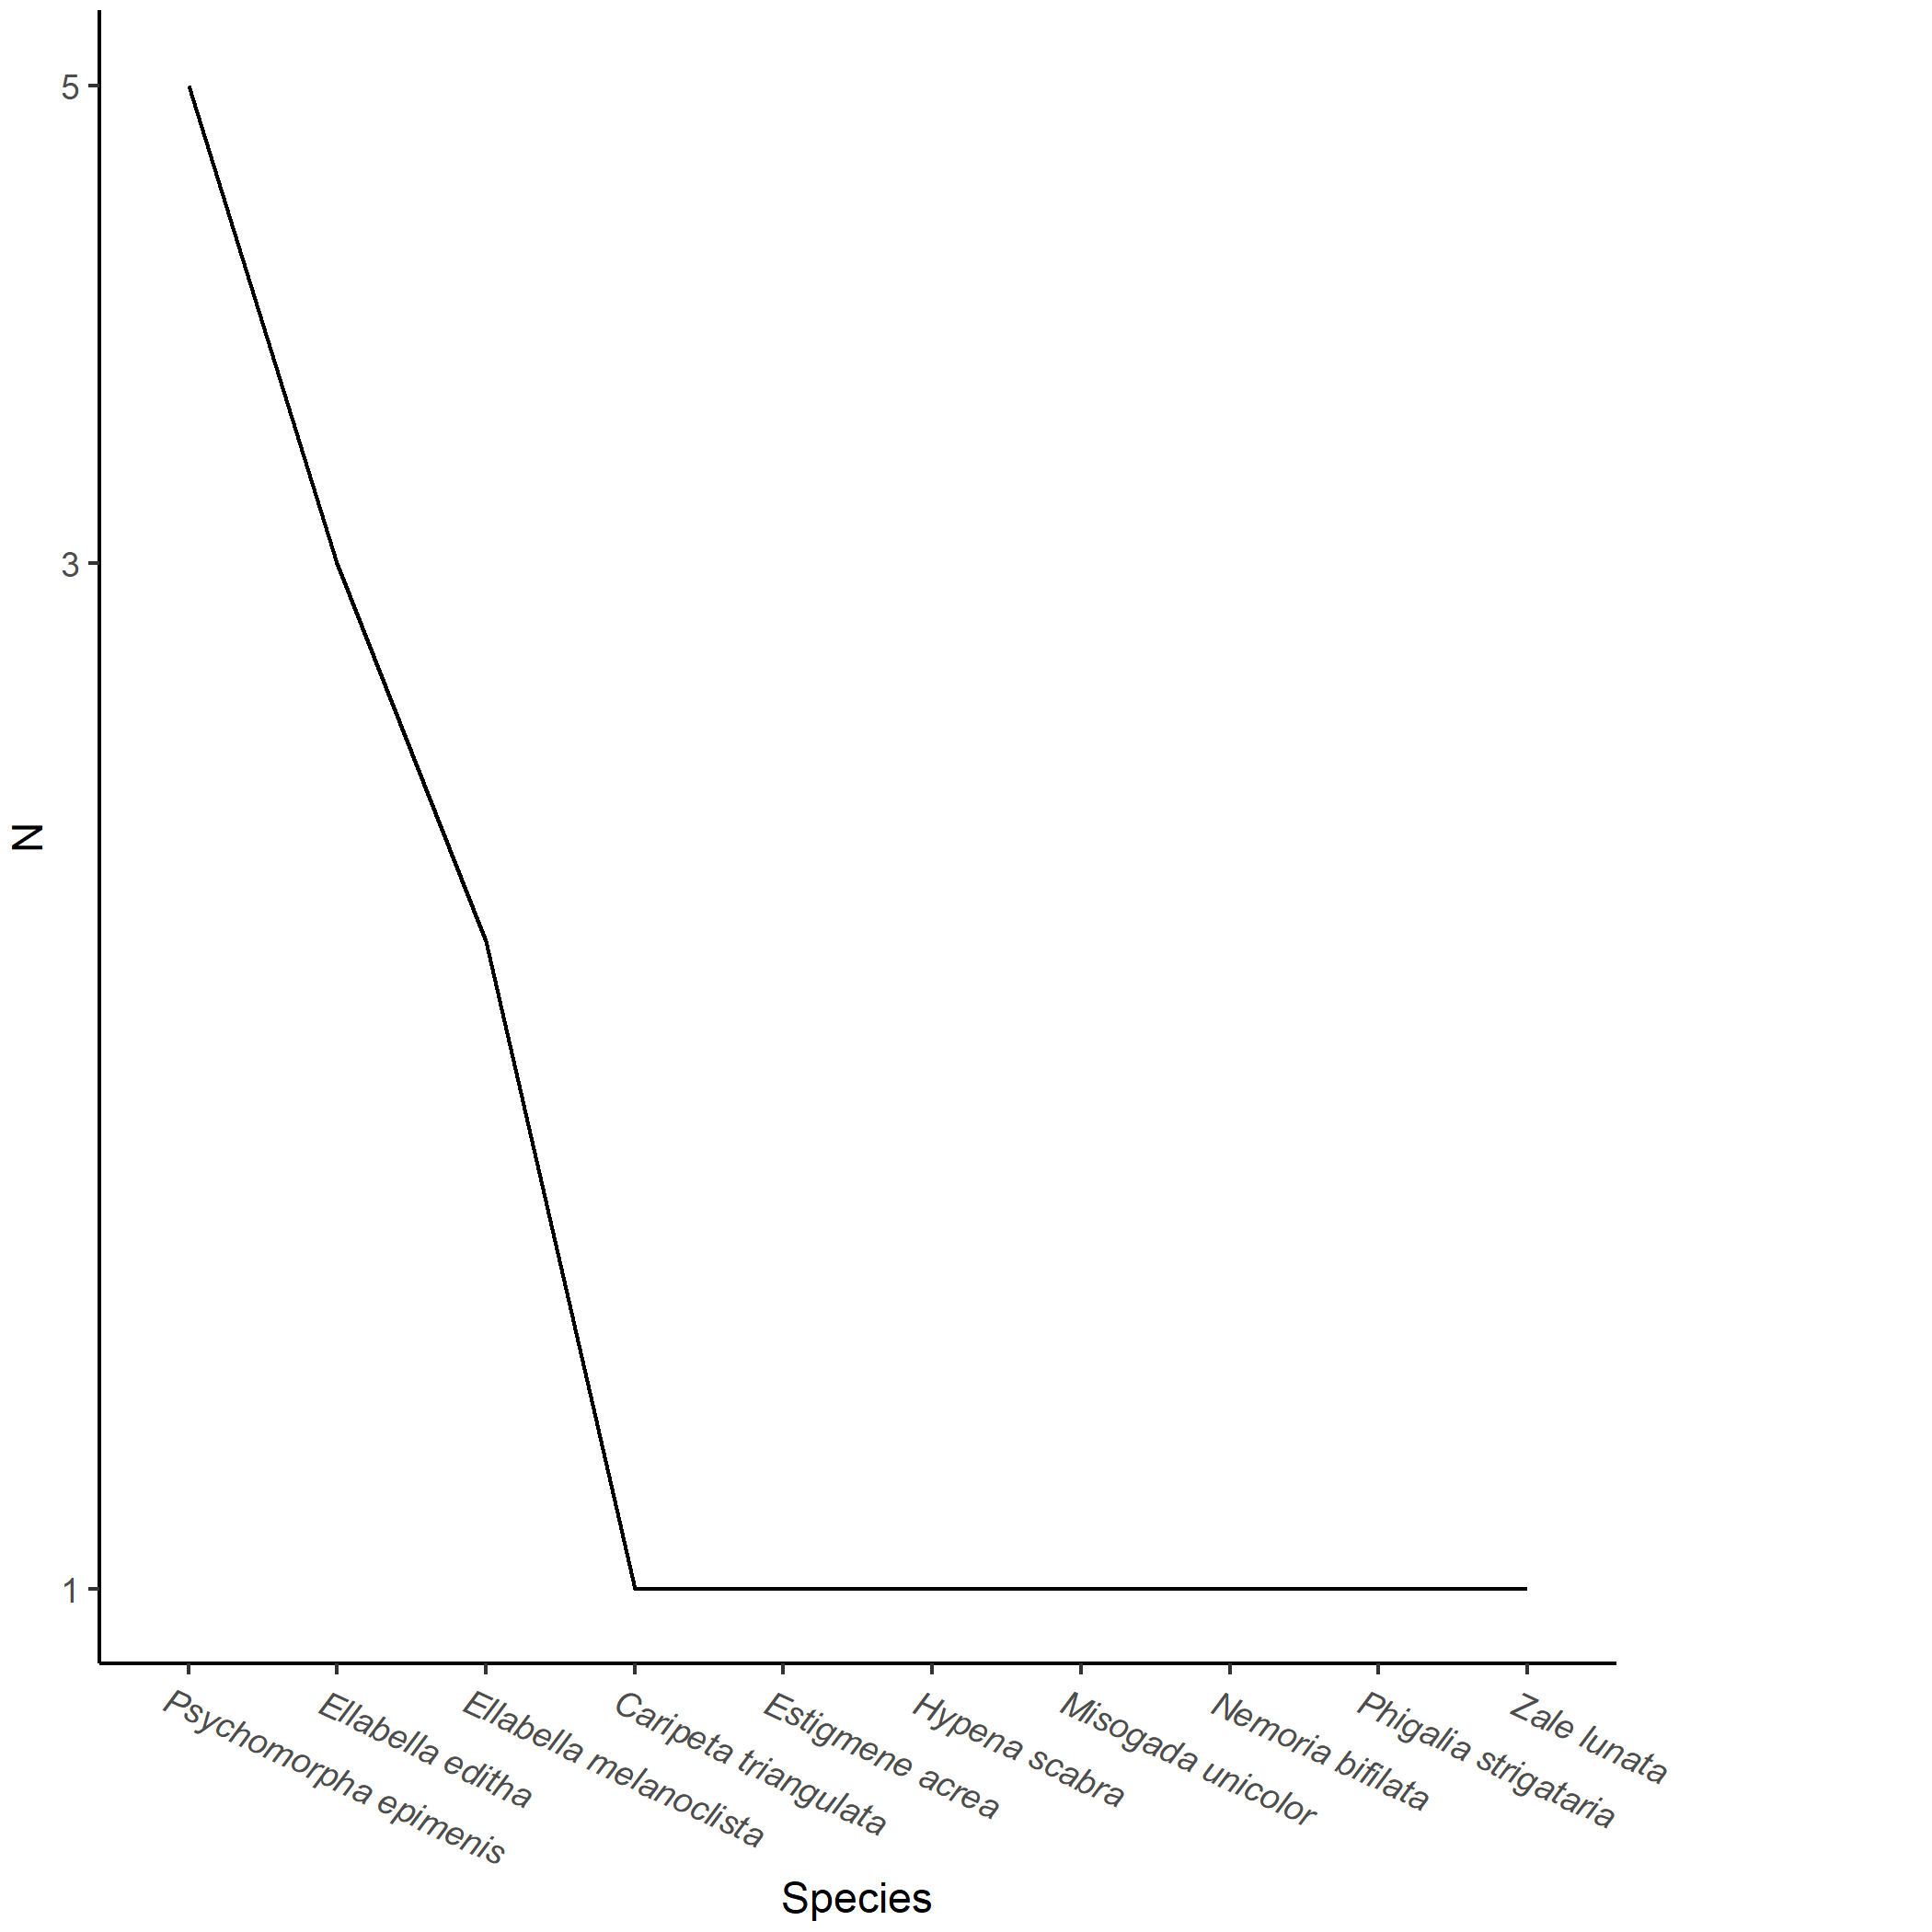 5
3
1
N
Psychomorpha epimenis
Ellabella editha
Ellabella melanoclista
Caripeta triangulata
Estigmene acrea
Hypena scabra
Misogada unicolor
Nemoria bifilata
Phigalia strigataria
Zale lunata
Species